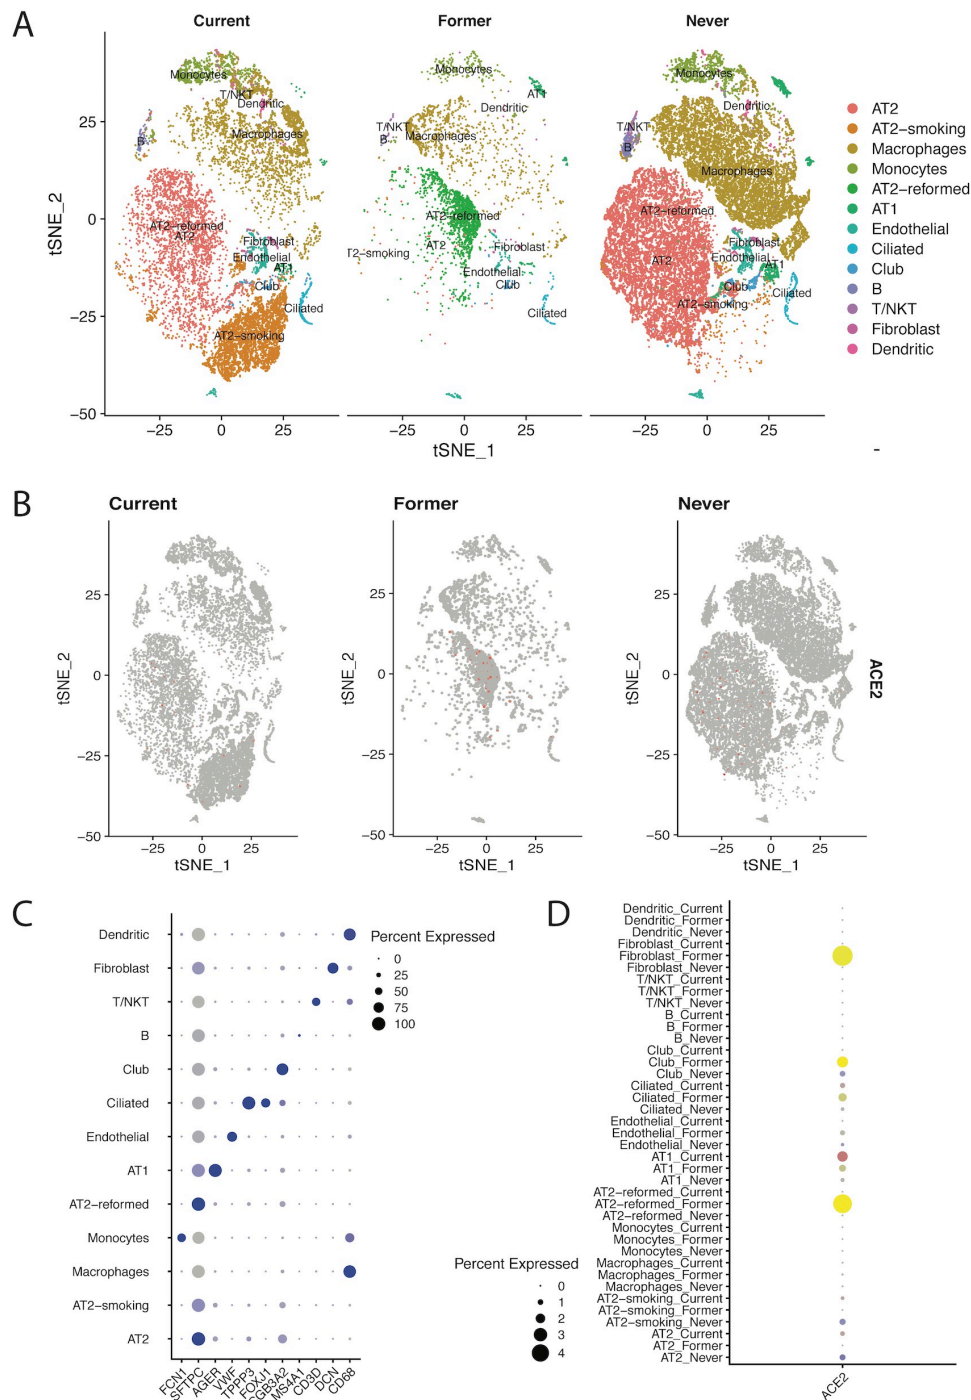 A
Current
Former
Never
tSNE_2
25
0
−25
−50
Monocytes
T/NKT
Dendritic
Macrophages
B
AT2−reformed
AT2
Fibroblast
Endothelial
AT1
Club
Ciliated
AT2−smoking
Monocytes
AT1
Dendritic
T/NKT
Macrophages
B
AT2−reformed
AT2
Fibroblast
T2−smoking
Endothelial
Club
Ciliated
Monocytes
Dendritic
T/NKT
B
Macrophages
AT2−reformed
Fibroblast
AT2
Endothelial
AT1
Club
Ciliated
AT2−smoking
−25 0 25
−25 0 25
−25 0 25
tSNE_1
AT2
AT2−smoking
Macrophages
Monocytes
AT2−reformed
AT1
Endothelial
Ciliated
Club
B
T/NKT
Fibroblast
Dendritic
-
B
Current
Former
Never
tSNE_2
25
0
−25
−50
−25 0 25
tSNE_1
tSNE_2
25
0
−25
−50
−25 0 25
tSNE_1
tSNE_2
25
0
−25
−50
−25 0 25
tSNE_1
ACE2
C
Dendritic
Fibroblast
T/NKT
B
Club
Ciliated
Endothelial
AT1
AT2−reformed
Monocytes
Macrophages
AT2−smoking
AT2
FCN1
SFTPC
AGER
VWF
TPPP3
FOXJ1
GB3A2
MS4A1
CD3D
DCN
CD68
Percent Expressed
0
25
50
75
100
D
Dendritic_Current
Dendritic_Former
Dendritic_Never
Fibroblast_Current
Fibroblast_Former
Fibroblast_Never
T/NKT_Current
T/NKT_Former
T/NKT_Never
B_Current
B_Former
B_Never
Club_Current
Club_Former
Club_Never
Ciliated_Current
Ciliated_Former
Ciliated_Never
Endothelial_Current
Endothelial_Former
Endothelial_Never
AT1_Current
AT1_Former
AT1_Never
AT2−reformed_Current
AT2−reformed_Former
AT2−reformed_Never
Monocytes_Current
Monocytes_Former
Monocytes_Never
Macrophages_Current
Macrophages_Former
Macrophages_Never
AT2−smoking_Current
AT2−smoking_Former
AT2−smoking_Never
AT2_Current
AT2_Former
AT2_Never
ACE2
Percent Expressed
0
1
2
3
4